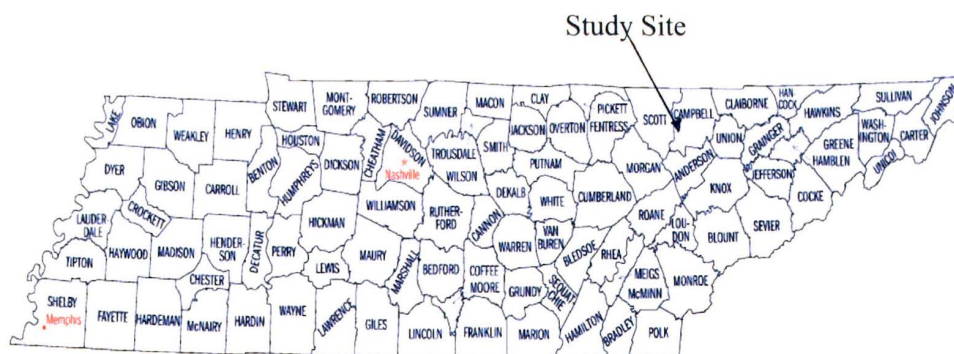 Study Site
LAKE
OBION
WEAKLEY
HENRY
STEWART
MONT-
GOMERY
ROBERTSON
SUMNER
MACON
CLAY
PICKETT
FENTRESS
SCOTT
CAMPBELL
CLAIBORNE
HAN
COCK
HAWKINS
SULLIVAN
JOHNSON
HOUSTON
CHEATHAM
DAVIDSON
Nashville
TROUSDALE
WILSON
SMITH
JACKSON
OVERTON
MORGAN
ANDERSON
UNION
GRAINGER
GREENE
HAMBLEN
WASH-
INGTON
CARTER
UNICOI
DYER
GIBSON
CARROLL
BENTON
HUMPHREYS
DICKSON
PUTNAM
DEKALB
WHITE
CUMBERLAND
KNOX
JEFFERSON
COCKE
LAUDER
DALE
CROCKETT
HICKMAN
WILLIAMSON
RUTHER-
FORD
CANNON
VAN
BUREN
BLEDSOE
RHEA
ROANE
LOU-
DON
BLOUNT
SEVIER
TIPTON
HAYWOOD
MADISON
HENDER-
SON
DECATUR
PERRY
LEWIS
MAURY
MARSHALL
BEDFORD
COFFEE
MOORE
WARREN
GRUNDY
SEQUAT
CHIE
MEIGS
McMINN
MONROE
CHESTER
SHELBY
Memphis
FAYETTE
HARDEMAN
McNAIRY
HARDIN
WAYNE
LAWRENCE
GILES
LINCOLN
FRANKLIN
MARION
HAMILTON
BRADLEY
POLK